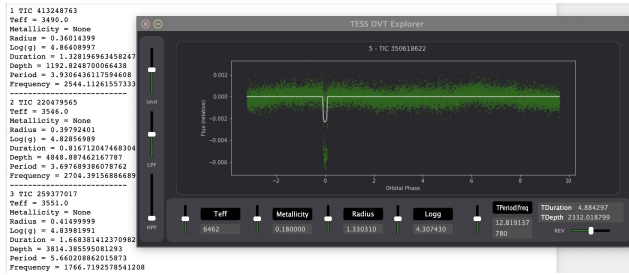 1 TIC 413248763
Teff = 3490.0
Metallicity = None
Radius = 0.36014399
Log(g) = 4.86408997
Duration = 1.328196963458247
Depth = 1192.8248700066438
Period = 3.9306436117594608
Frequency = 2544.11261557333
--------------------------
2 TIC 220479565
Teff = 3546.0
Metallicity = None
Radius = 0.39792401
Log(g) = 4.82856989
Duration = 0.816712047468304
Depth = 4848.887462167787
Period = 3.697689386078762
Frequency = 2704.39156886689
--------------------------
3 TIC 259377017
Teff = 3551.0
Metallicity = None
Radius = 0.41499999
Log(g) = 4.83981991
Duration = 1.668381412370982
Depth = 3814.385595081293
Period = 5.660208862015873
Frequency = 1766.7192578541208
TESS DVT Explorer
Level
LPF
HPF
5 - TIC 350618622
Flux (relative)
0.002
0.000
−0.002
−0.004
−0.006
−2
0
2
4
6
8
10
Orbital Phase
Teff
6462
Metallicity
0.180000
Radius
1.330310
Logg
4.307430
TPeriod|freq
12.819137
780
TDuration 4.884297
TDepth 2332.018799
REV